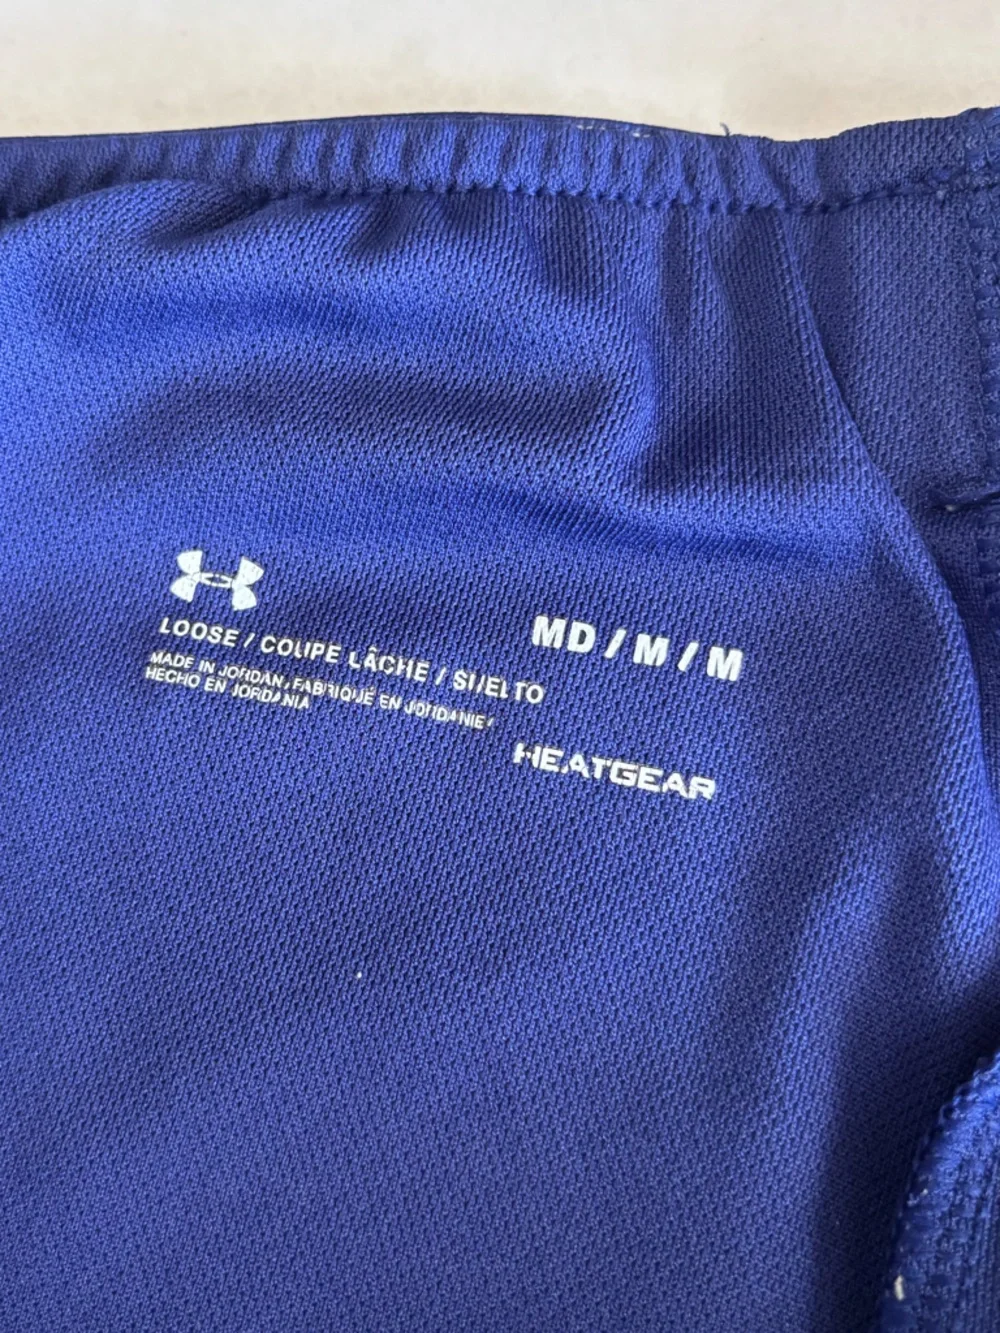 LOOSE / COUPE LÂCHE / SUELTO
MD / M / M
MADE IN JORDAN / FABRIQUÉ EN JORDANIE /
HECHO EN JORDANIA
HEATGEAR